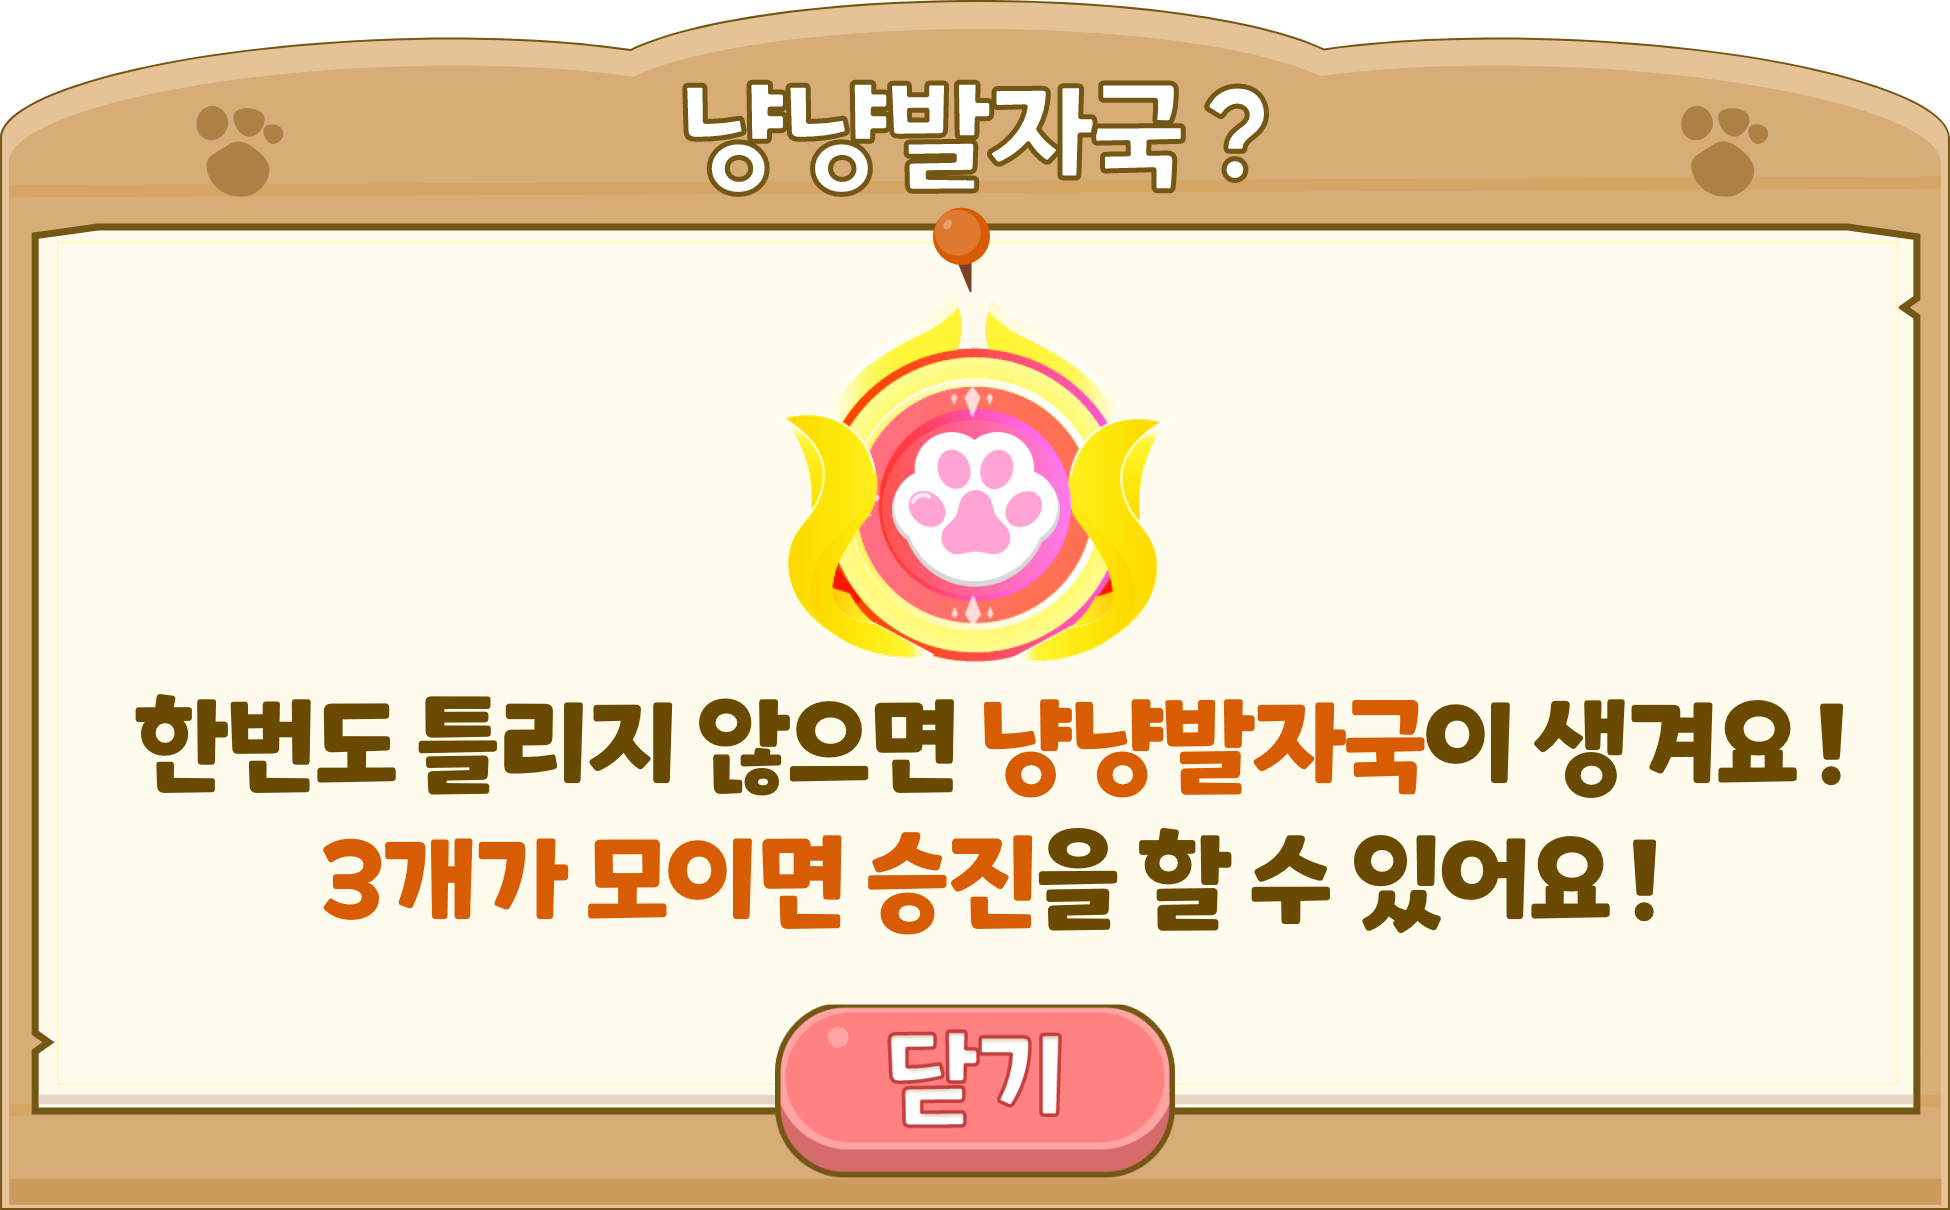 냥냥발자국?
한번도 틀리지 않으면 냥냥발자국이 생겨요!
3개가 모이면 승진을 할 수 있어요!
닫기